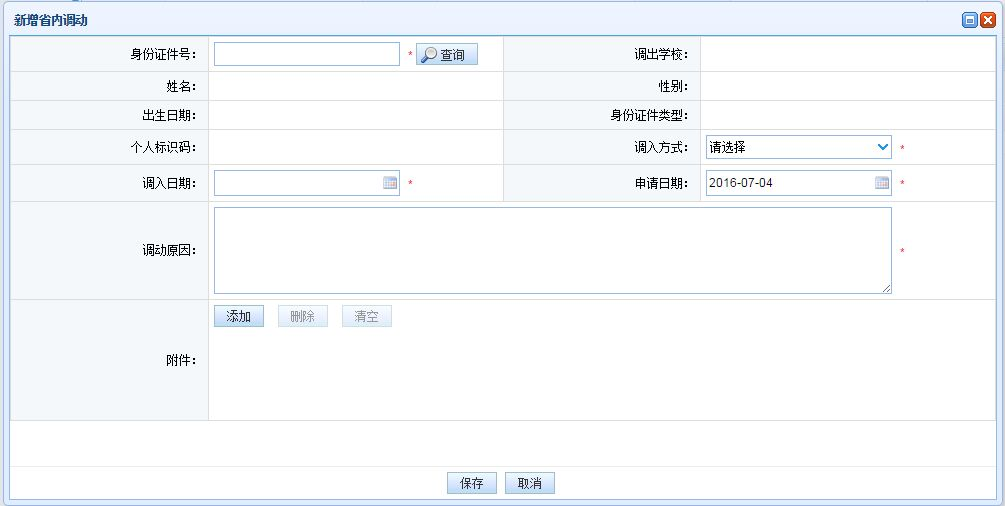 新增省内调动
身份证件号： * 查询 调出学校：
姓名： 性别：
出生日期： 身份证件类型：
个人标识码： 调入方式： 请选择 *
调入日期： * 申请日期： 2016-07-04 *
调动原因： *
添加 删除 清空
附件：
保存 取消